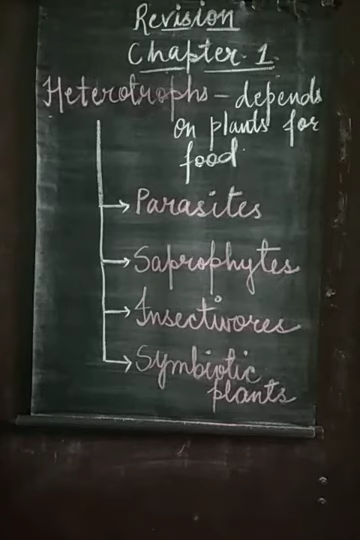 Revision
Chapter 1
Heterotrophs - depends
on plants for
food
→ Parasites
→ Saprophytes
→ Insectivores
→ Symbiotic
plants